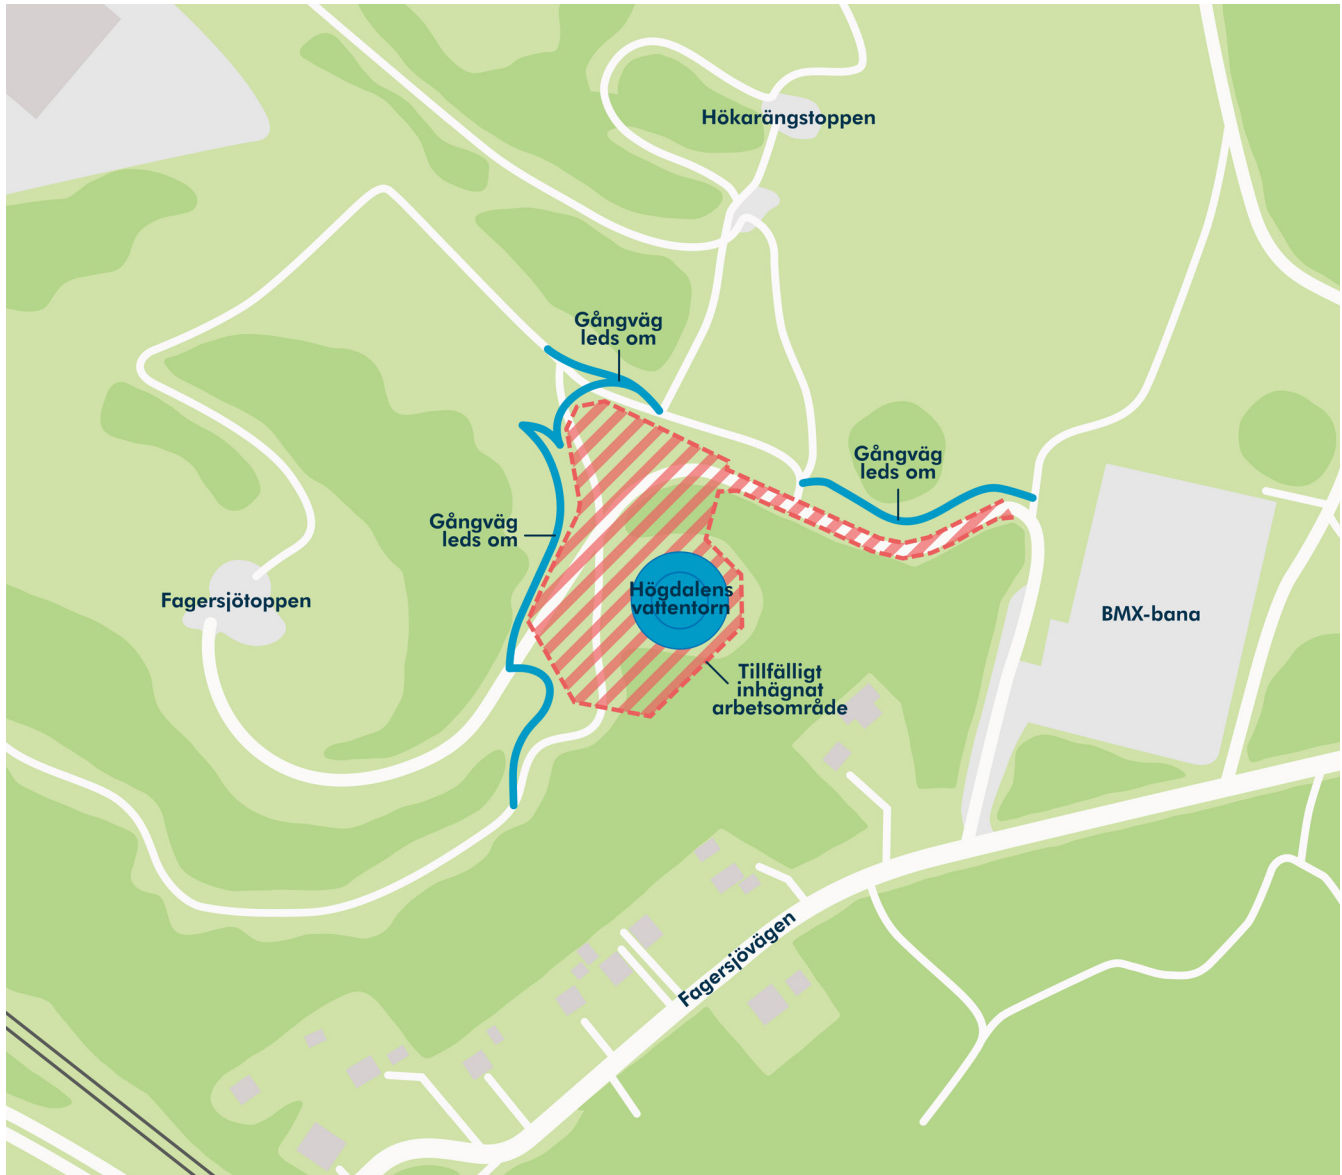 Hökarängstoppen
Gångväg
leds om
Gångväg
leds om
Gångväg
leds om
Högdalens
vattentorn
Fagersjötoppen
BMX-bana
Tillfälligt
inhägnat
arbetsområde
Fagersjövägen